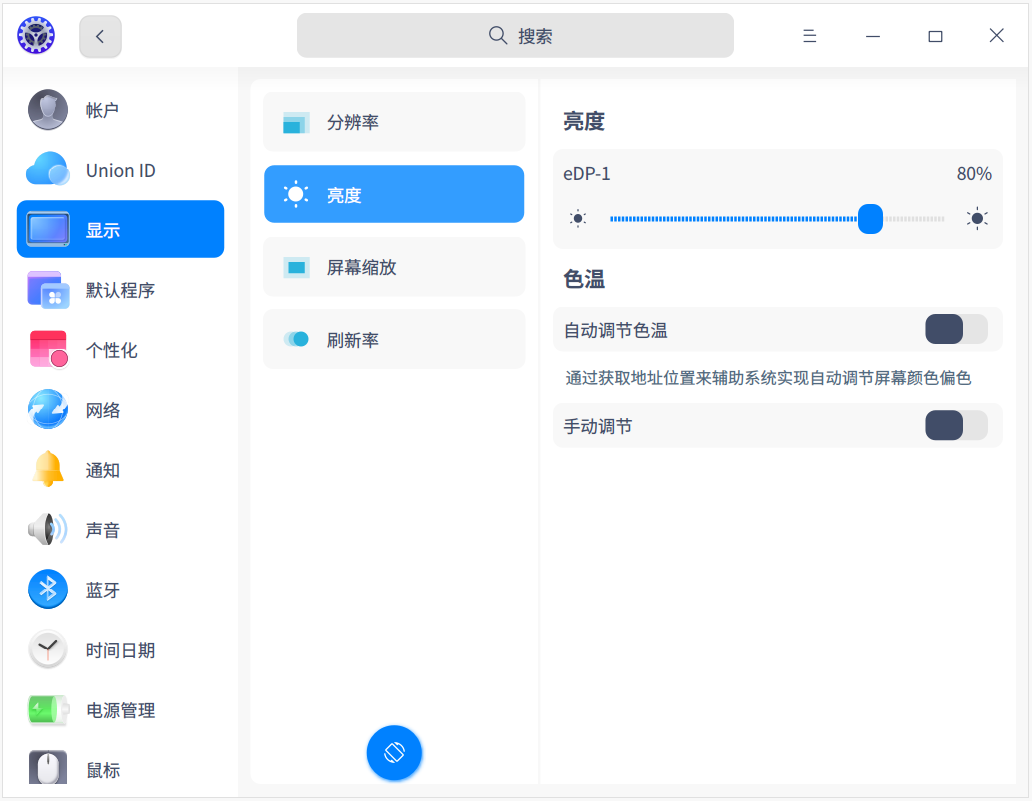 搜索
帐户
Union ID
显示
默认程序
个性化
网络
通知
声音
蓝牙
时间日期
电源管理
鼠标
分辨率
亮度
屏幕缩放
刷新率
亮度
eDP-1 80%
色温
自动调节色温
通过获取地址位置来辅助系统实现自动调节屏幕颜色偏色
手动调节